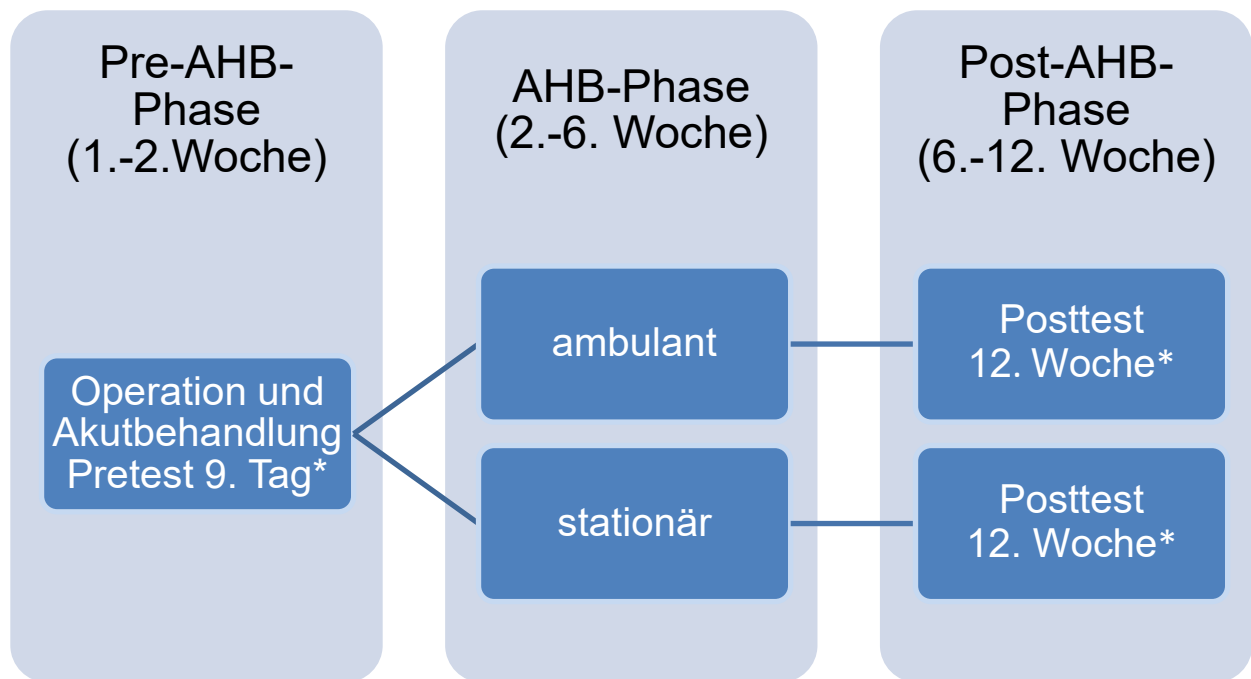 Pre-AHB-
Phase
(1.-2.Woche)
Operation und
Akutbehandlung
Pretest 9. Tag*
AHB-Phase
(2.-6. Woche)
ambulant
stationär
Post-AHB-
Phase
(6.-12. Woche)
Posttest
12. Woche*
Posttest
12. Woche*